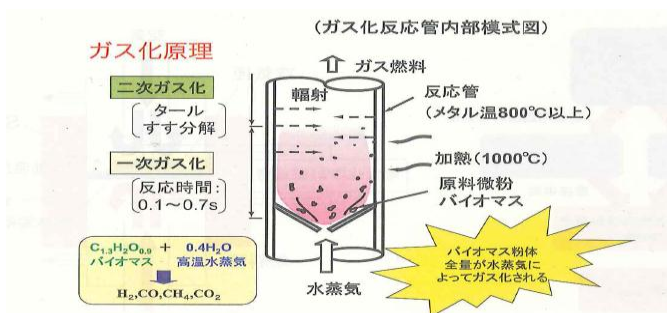 (ガス化反応管内部模式図)
ガス化原理
ガス燃料
二次ガス化
タール
すす分解
輻射
反応管
(メタル温800℃以上)
一次ガス化
反応時間:
0.1～0.7s
加熱(1000℃)
原料微粉
バイオマス
C1.3H2O0.9 + 0.4H2O
バイオマス 高温水蒸気
H2,CO,CH4,CO2
水蒸気
バイオマス粉体
全量が水蒸気に
よってガス化される